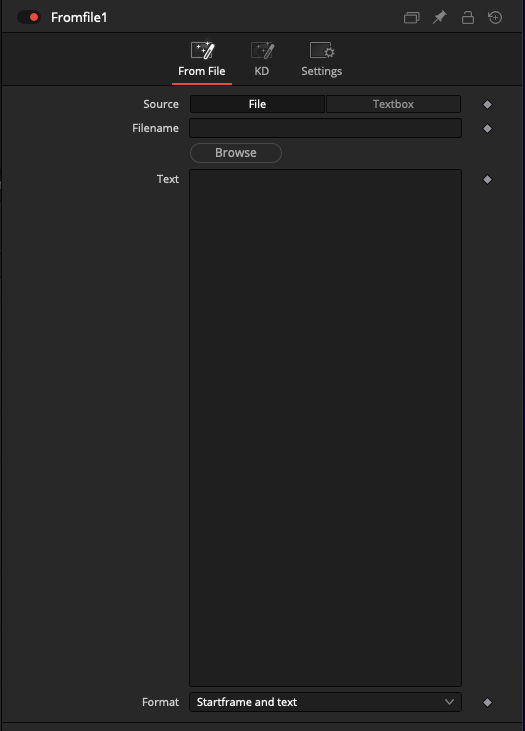 Fromfile1
From File KD Settings
Source File Textbox
Filename
Browse
Text
Format Startframe and text